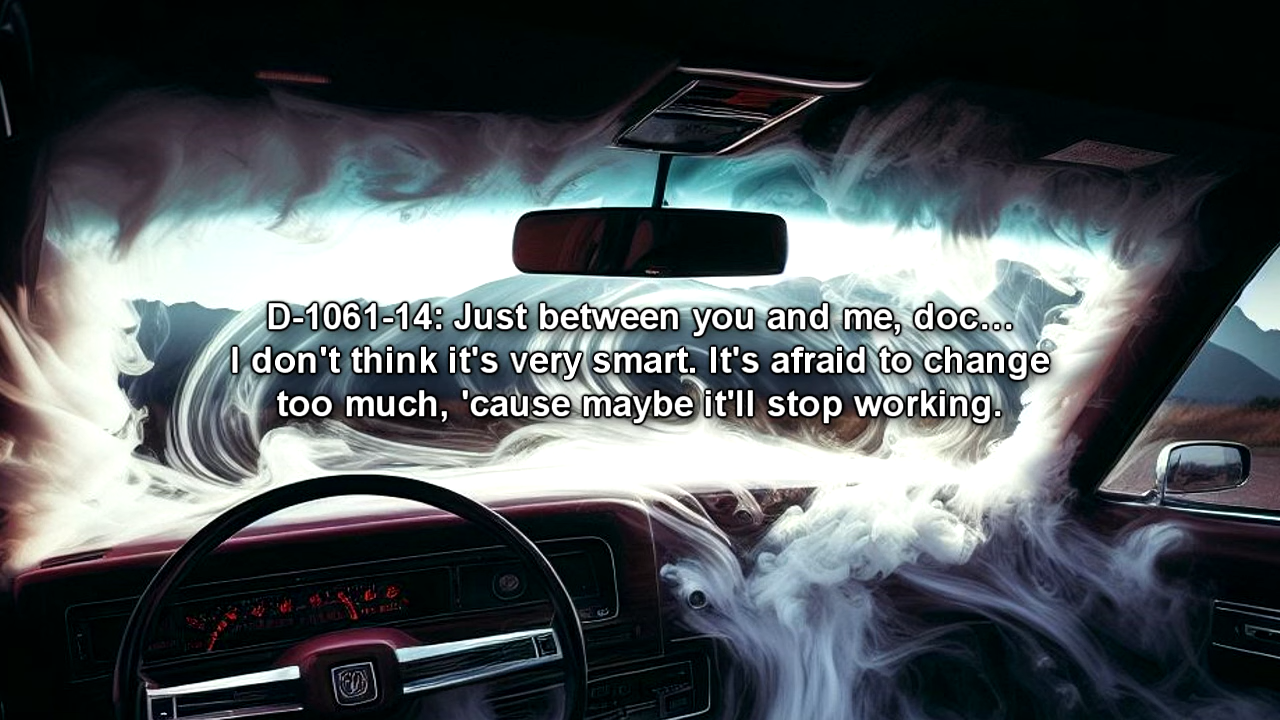 D-1061-14: Just between you and me, doc...
I don't think it's very smart. It's afraid to change
too much, 'cause maybe it'll stop working.